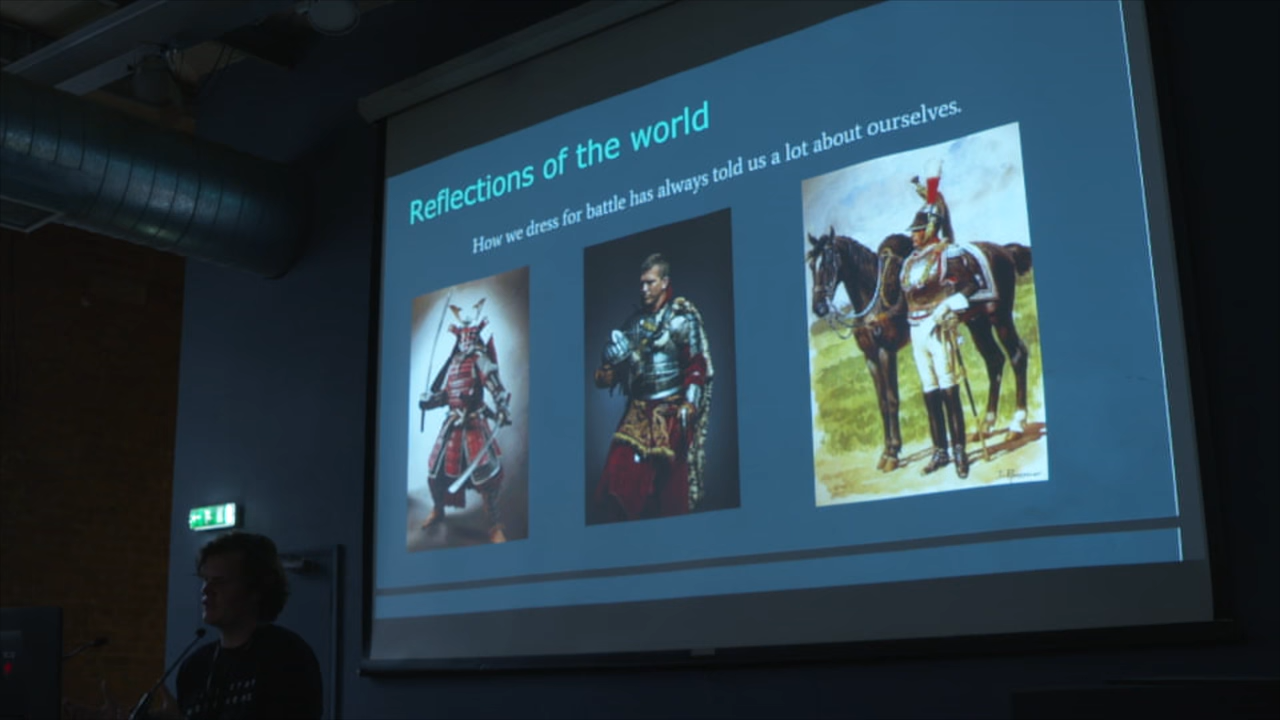 Reflections of the world
How we dress for battle has always told us a lot about ourselves.